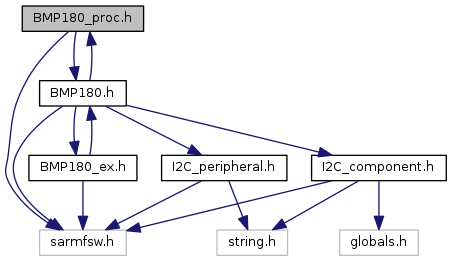 BMP180_proc.h
BMP180.h
BMP180_ex.h
I2C_peripheral.h
I2C_component.h
sarmfsw.h
string.h
globals.h